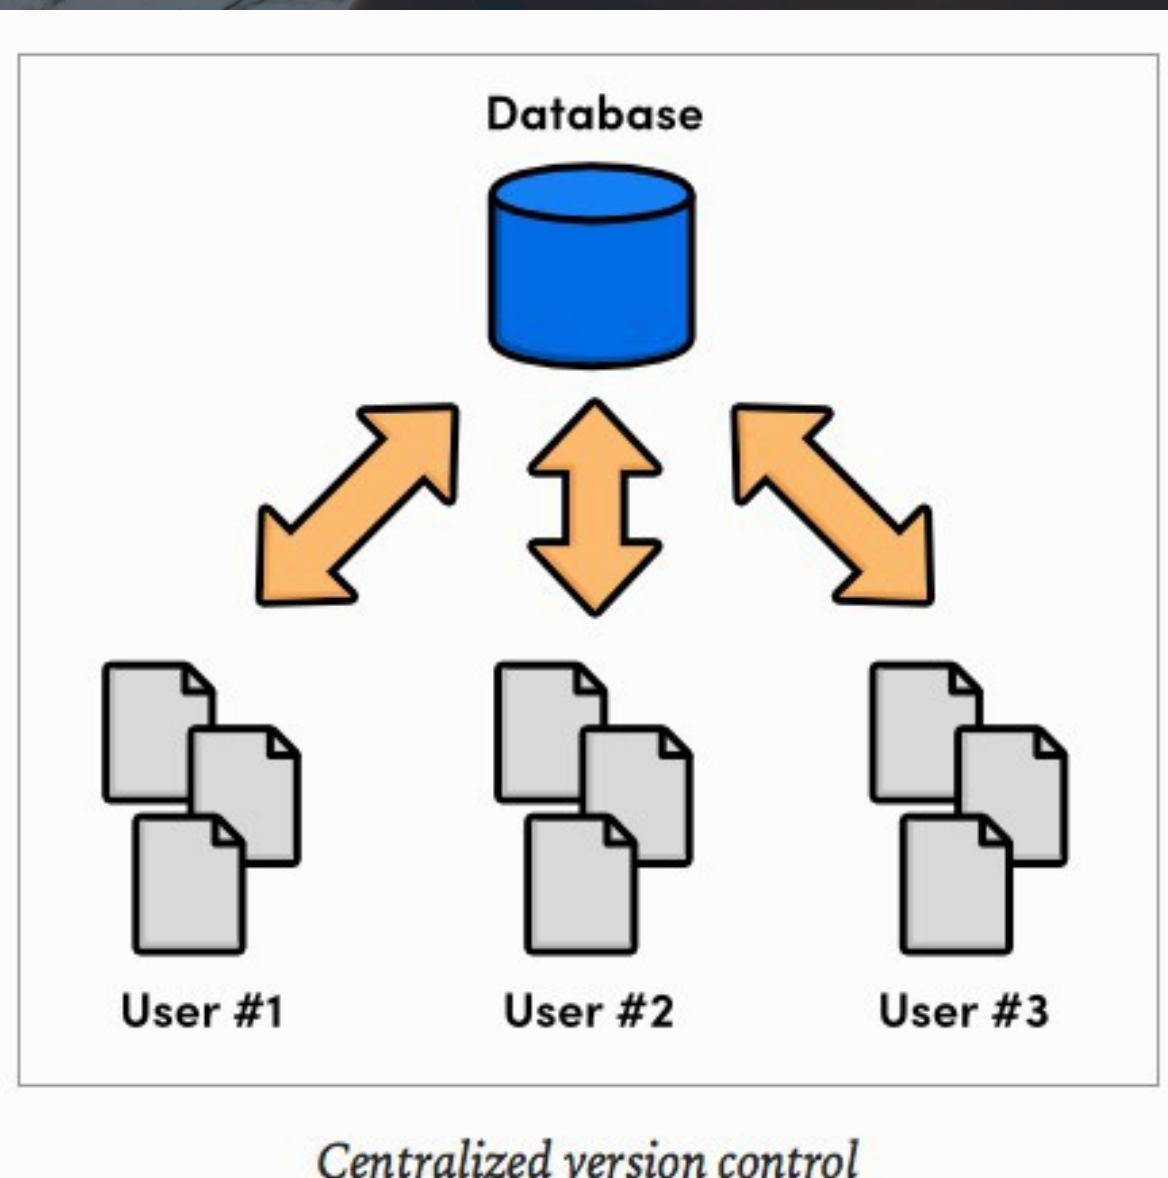 Database
User #1
User #2
User #3
Centralized version control